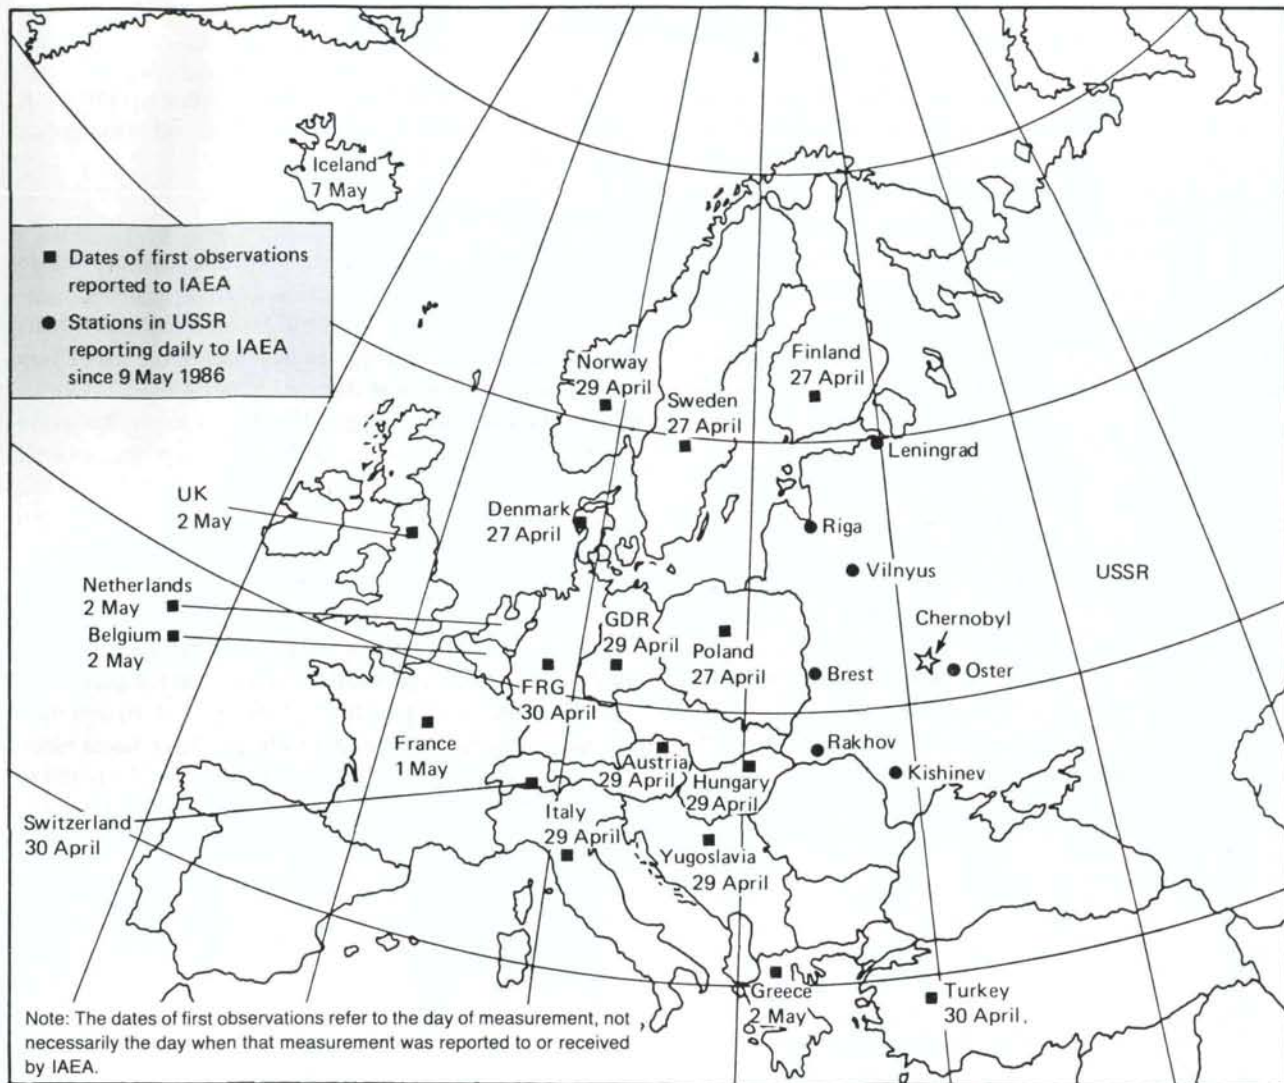 Iceland
7 May
■ Dates of first observations
reported to IAEA
● Stations in USSR
reporting daily to IAEA
since 9 May 1986
Norway
29 April
Finland
27 April
Sweden
27 April
Leningrad
UK
2 May
Denmark
27 April
Riga
Vilnyus
USSR
Netherlands
2 May
Belgium
2 May
GDR
29 April
Poland
27 April
Chernobyl
Brest
Oster
FRG
30 April
France
1 May
Austria
29 April
Hungary
29 April
Rakhov
Kishinev
Switzerland
30 April
Italy
29 April
Yugoslavia
29 April
Greece
2 May
Turkey
30 April.
Note: The dates of first observations refer to the day of measurement, not
necessarily the day when that measurement was reported to or received
by IAEA.